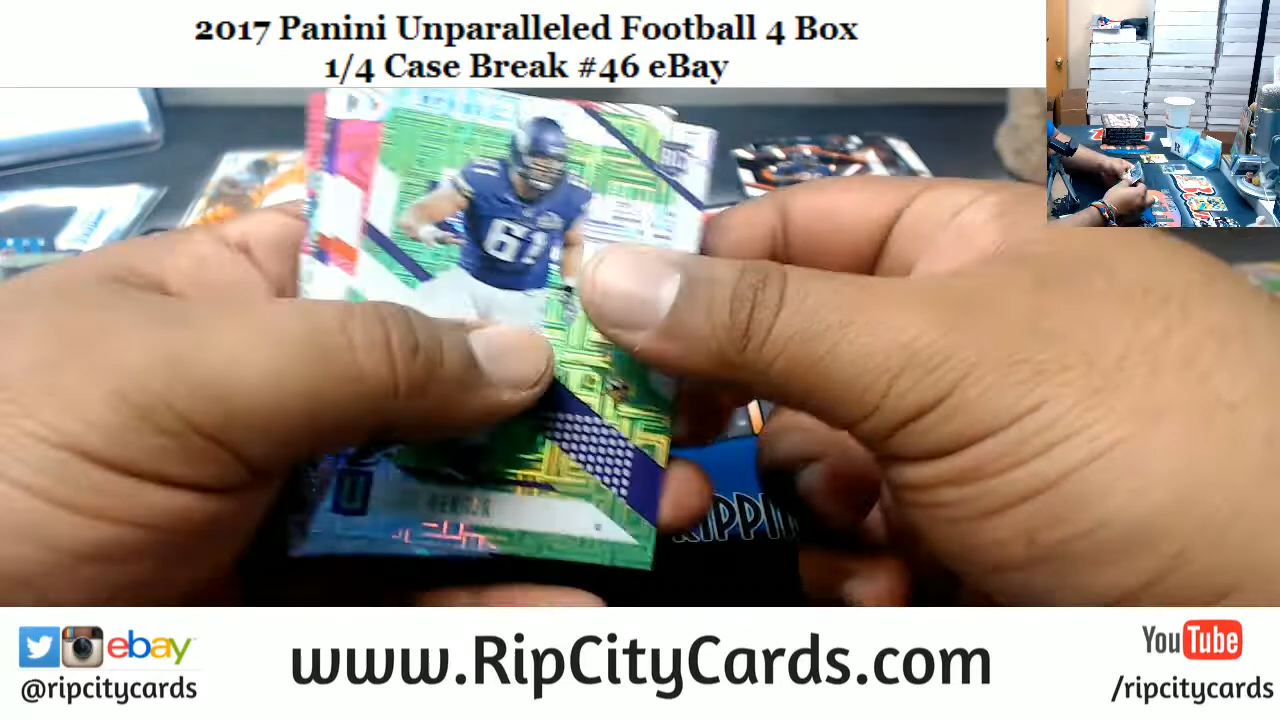 2017 Panini Unparalleled Football 4 Box
1/4 Case Break #46 eBay
61
U
RIPPI
ebay
@ripcitycards
www.RipCityCards.com
YouTube
/ripcitycards